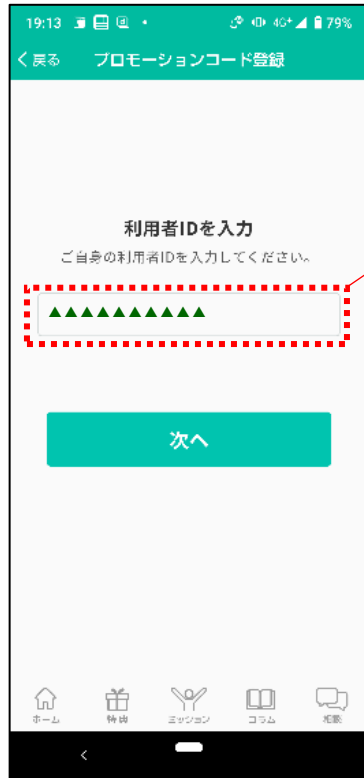 19:13 4G+ 79%
戻る プロモーションコード登録
利用者IDを入力
ご自身の利用者IDを入力してください。
▲▲▲▲▲▲▲▲▲▲
次へ
ホーム 特典 ミッション コラム 相談